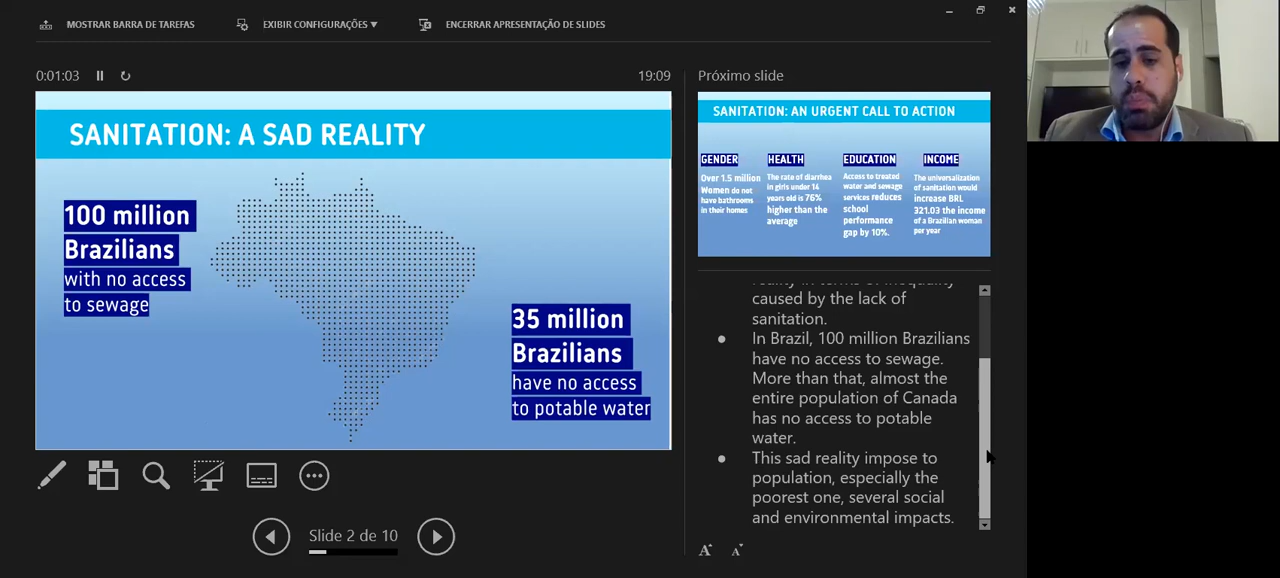 MOSTRAR BARRA DE TAREFAS
EXIBIR CONFIGURAÇÕES ▼
ENCERRAR APRESENTAÇÃO DE SLIDES
0:01:03
19:09
SANITATION: A SAD REALITY
100 million
Brazilians
with no access
to sewage
35 million
Brazilians
have no access
to potable water
Slide 2 de 10
Próximo slide
SANITATION: AN URGENT CALL TO ACTION
GENDER
Over 1.5 million
Women do not
have bathrooms
in their homes
HEALTH
The rate of diarrhea
in girls under 14
years old is 76%
higher than the
average
EDUCATION
Access to treated
water and sewage
services reduces
school
performance
gap by 10%.
INCOME
The universalization
of sanitation would
increase BRL
321.03 the income
of a Brazilian woman
per year
reality in terms of inequality
caused by the lack of
sanitation.
● In Brazil, 100 million Brazilians
have no access to sewage.
More than that, almost the
entire population of Canada
has no access to potable
water.
● This sad reality impose to
population, especially the
poorest one, several social
and environmental impacts.
A A